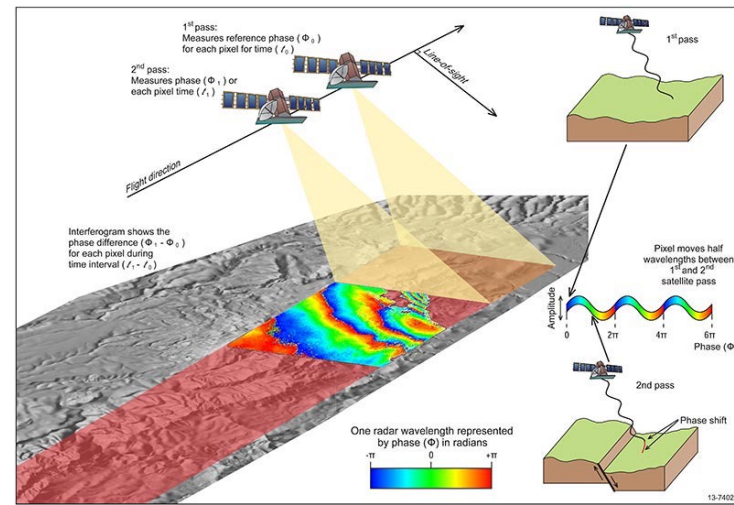 1st pass:
Measures reference phase (Φ0)
for each pixel for time (t0)
2nd pass:
Measures phase (Φ1) or
each pixel time (t1)
Line-of-sight
Flight direction
Interferogram shows the
phase difference (Φ1 - Φ0)
for each pixel during
time interval (t1 - t0)
1st pass
Pixel moves half
wavelengths between
1st and 2nd
satellite pass
Amplitude
0 2π 4π 6π
Phase (Φ
2nd pass
Phase shift
One radar wavelength represented
by phase (Φ) in radians
-π 0 +π
13-7402